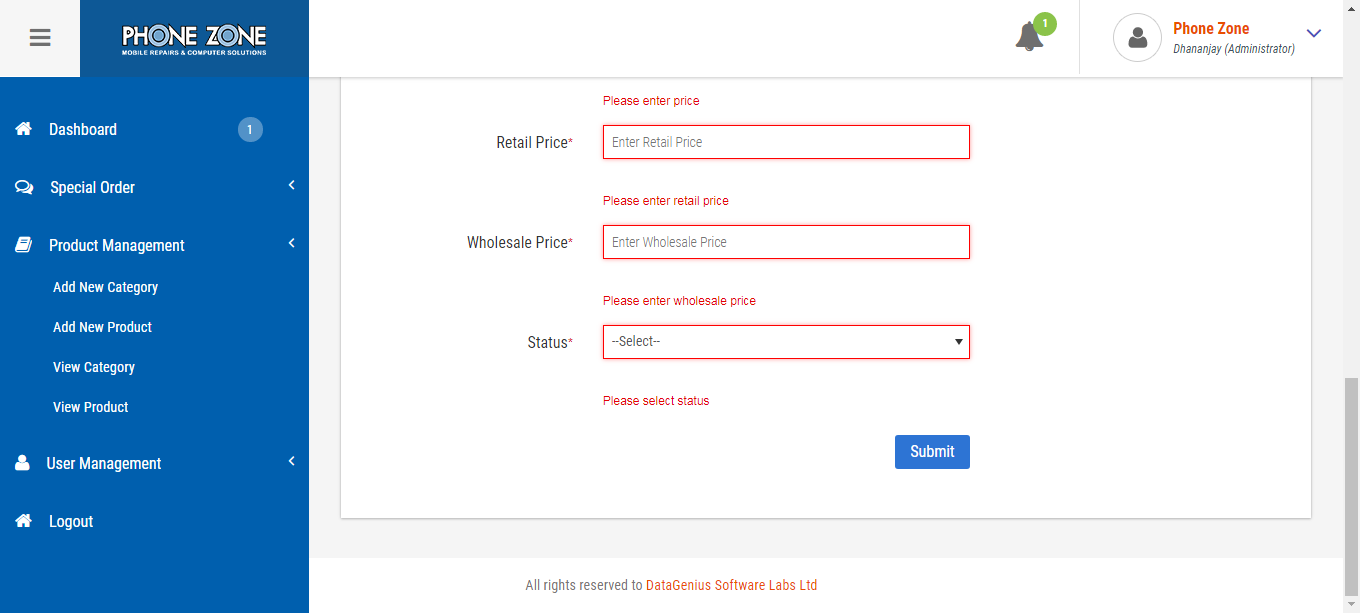 PHONE ZONE
MOBILE REPAIRS & COMPUTER SOLUTIONS
1
Phone Zone
Dhananjay (Administrator)
Dashboard 1
Special Order
Product Management
Add New Category
Add New Product
View Category
View Product
User Management
Logout
Please enter price
Retail Price* Enter Retail Price
Please enter retail price
Wholesale Price* Enter Wholesale Price
Please enter wholesale price
Status* --Select--
Please select status
Submit
All rights reserved to DataGenius Software Labs Ltd